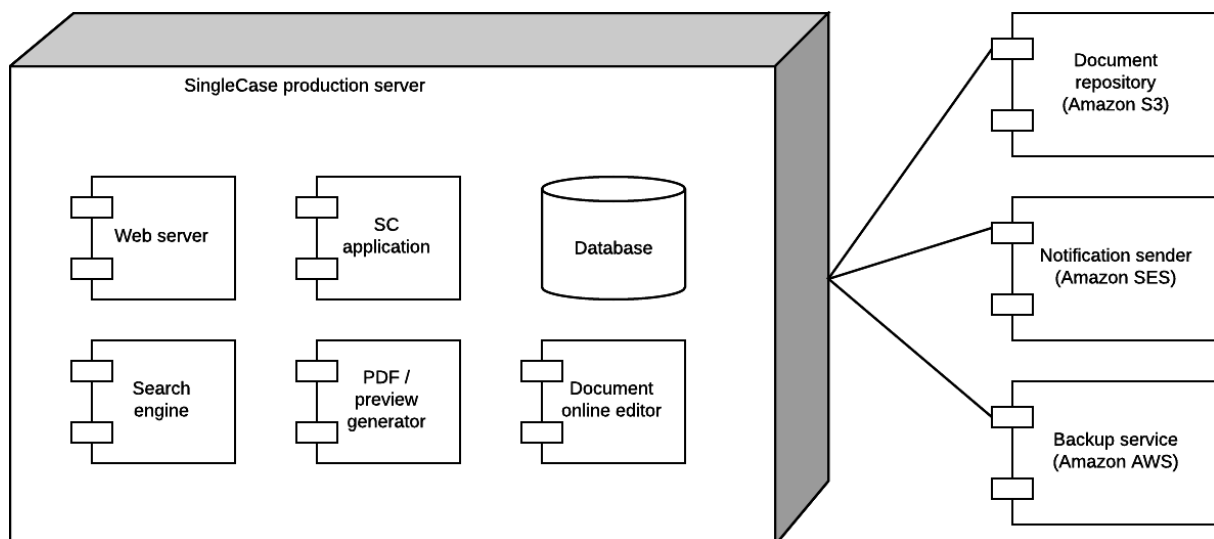 SingleCase production server
Web server
SC
application
Database
Search
engine
PDF /
preview
generator
Document
online editor
Document
repository
(Amazon S3)
Notification sender
(Amazon SES)
Backup service
(Amazon AWS)